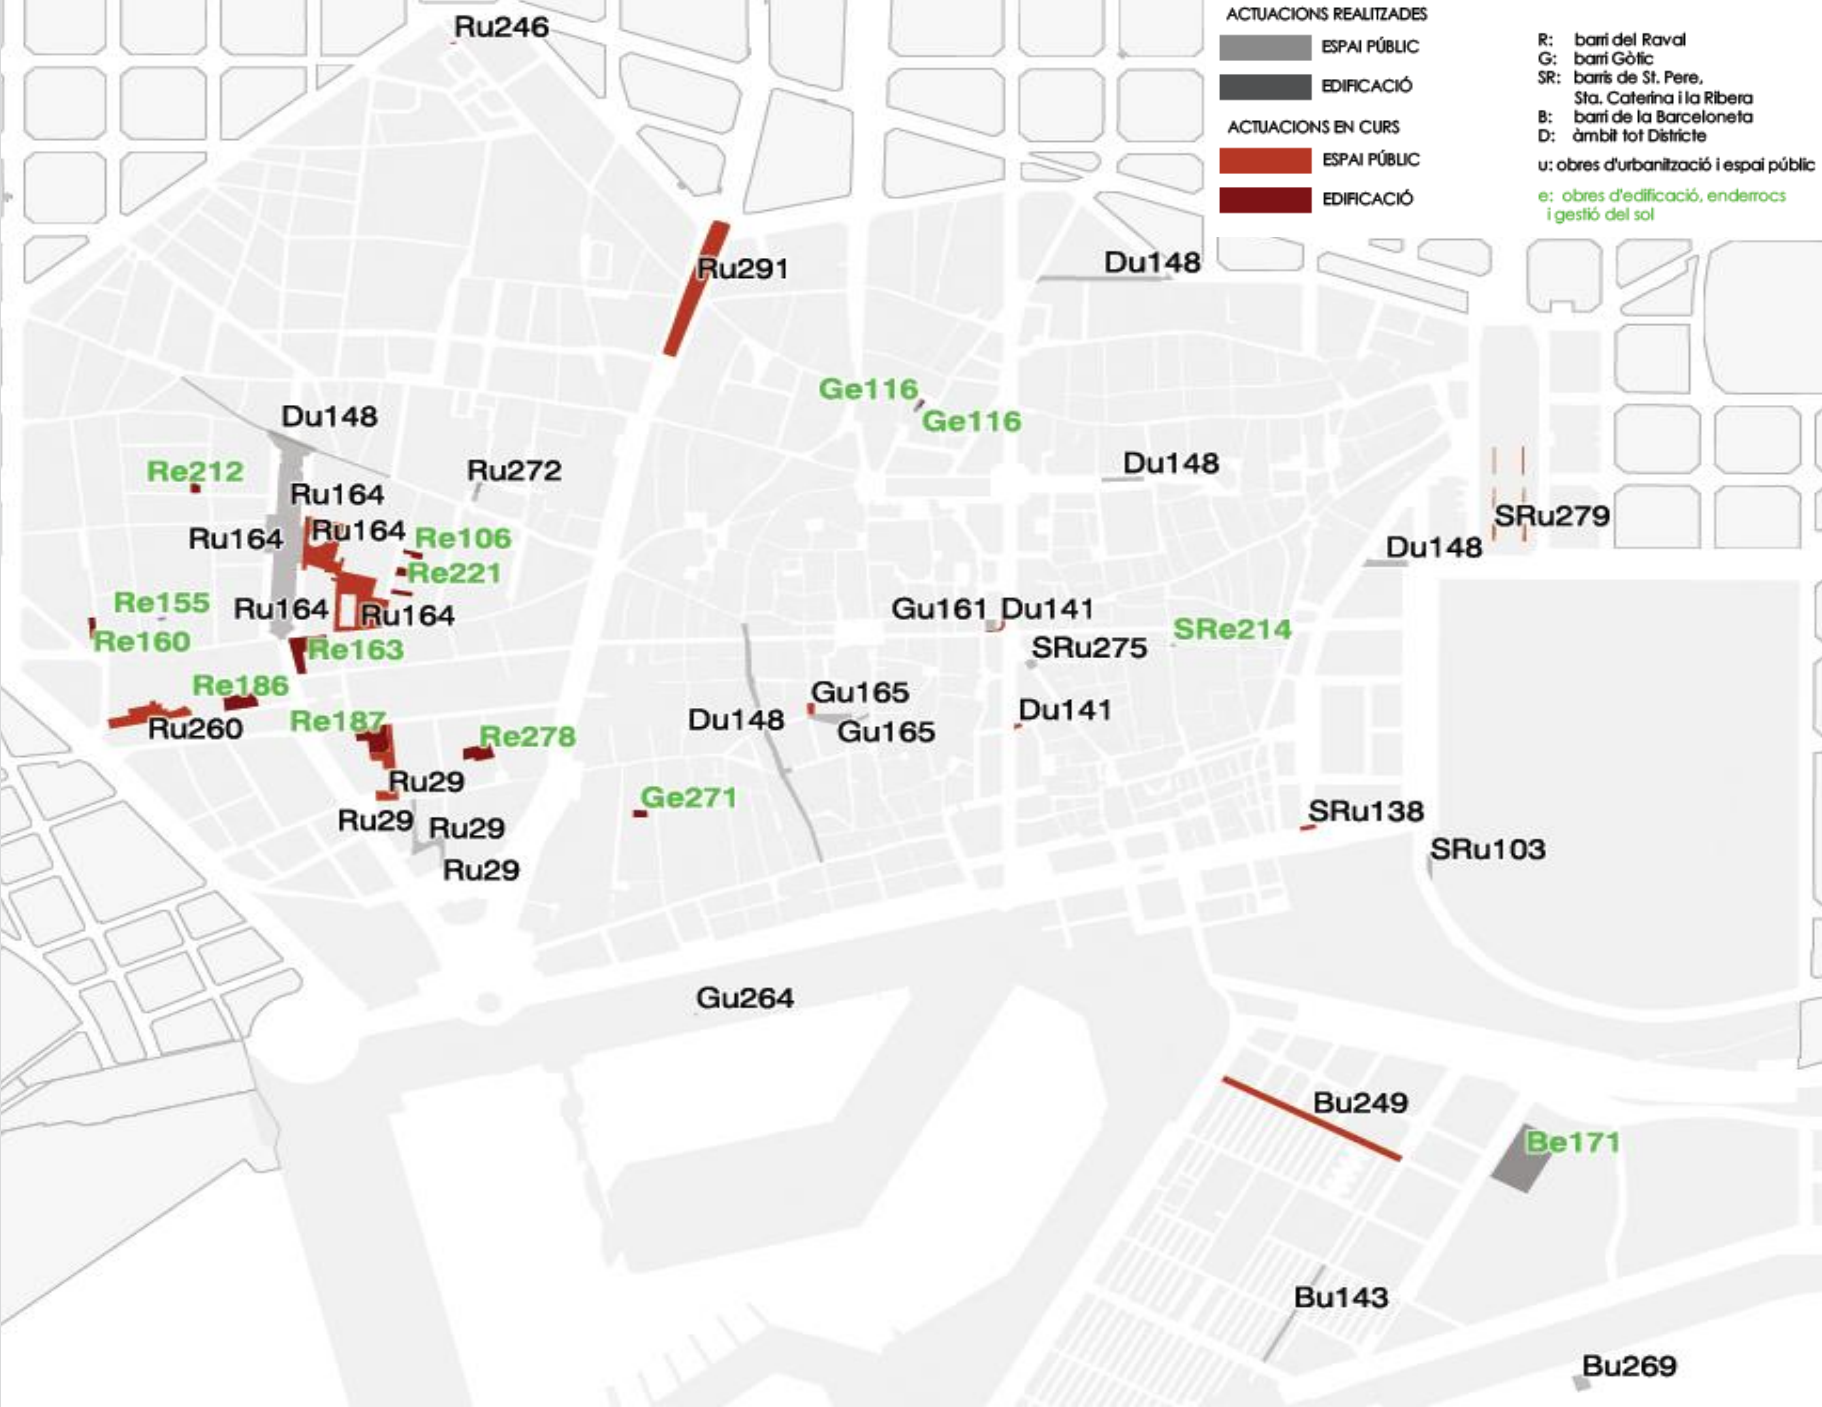 ACTUACIONS REALITZADES
ESPAI PÚBLIC
EDIFICACIÓ
ACTUACIONS EN CURS
ESPAI PÚBLIC
EDIFICACIÓ
R: barri del Raval
G: barri Gòtic
SR: barris de St. Pere,
Sta. Caterina i la Ribera
B: barri de la Barceloneta
D: àmbit tot Districte
u: obres d'urbanització i espai públic
e: obres d'edificació, enderrocs
i gestió del sol
Ru246
Ru291
Du148
Ge116
Ge116
Du148
Du148
Re212
Ru272
Ru164
Ru164
Ru164
Re106
Re221
Du148
SRu279
Du148
Re155
Re160
Ru164
Ru164
Re163
Gu161
Du141
SRe214
SRu275
Re186
Ru260
Re187
Re278
Du148
Gu165
Gu165
Du141
Ru29
Ru29
Ru29
Ru29
Ge271
SRu138
SRu103
Gu264
Bu249
Be171
Bu143
Bu269